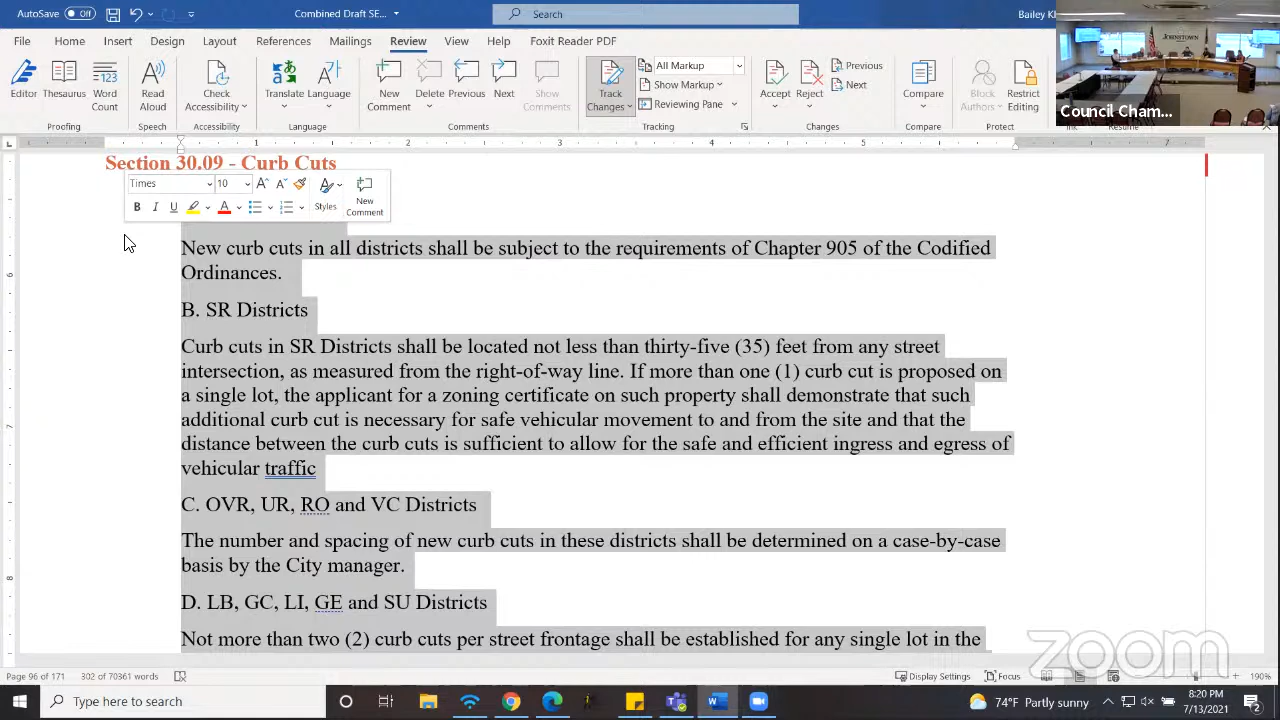 AutoSave Off
Bailey K
File Home Insert Design Layout References Mailings Review View Help Foxit Reader PDF
Editor Thesaurus Word Count Read Aloud Check Accessibility Translate Language New Comment Delete Previous Next Show Comments Track Changes All Markup Show Markup Reviewing Pane Accept Reject Previous Next Compare Block Authors Restrict Editing
Proofing Speech Accessibility Language Comments Tracking Changes Compare Protect Ink Resume
JOHNSTOWN
Council Cham...
1 2 3 4 5 6 7
Section 30.09 - Curb Cuts
Times 10
B I U A Styles New Comment
New curb cuts in all districts shall be subject to the requirements of Chapter 905 of the Codified
Ordinances.
B. SR Districts
Curb cuts in SR Districts shall be located not less than thirty-five (35) feet from any street
intersection, as measured from the right-of-way line. If more than one (1) curb cut is proposed on
a single lot, the applicant for a zoning certificate on such property shall demonstrate that such
additional curb cut is necessary for safe vehicular movement to and from the site and that the
distance between the curb cuts is sufficient to allow for the safe and efficient ingress and egress of
vehicular traffic
C. OVR, UR, RO and VC Districts
The number and spacing of new curb cuts in these districts shall be determined on a case-by-case
basis by the City manager.
D. LB, GC, LI, GE and SU Districts
Not more than two (2) curb cuts per street frontage shall be established for any single lot in the
zoom
Page 96 of 171 302 of 70361 words Display Settings Focus 190%
Type here to search 74°F Partly sunny 8:20 PM
7/13/2021